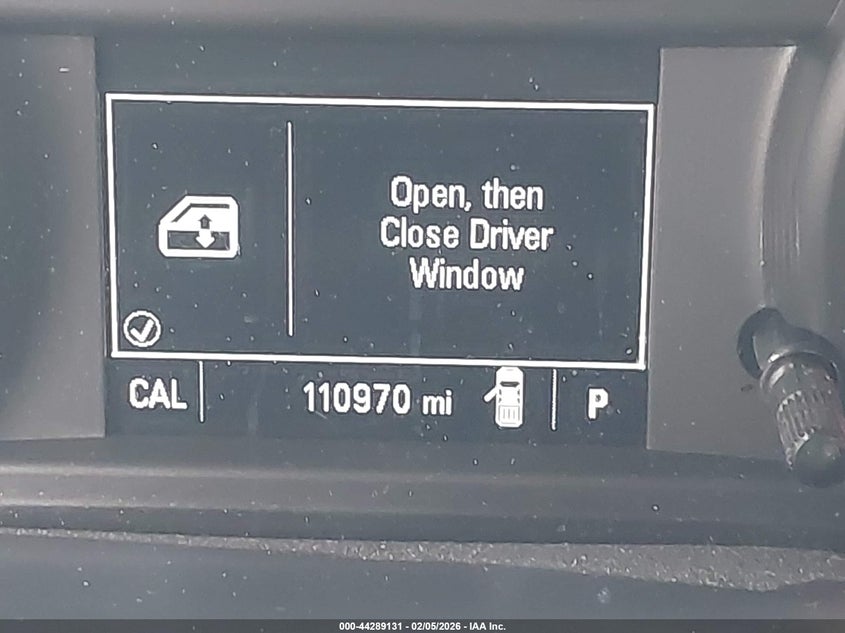 Open, then
Close Driver
Window
CAL 110970 mi P
000-44289131 - 02/05/2026 - IAA Inc.